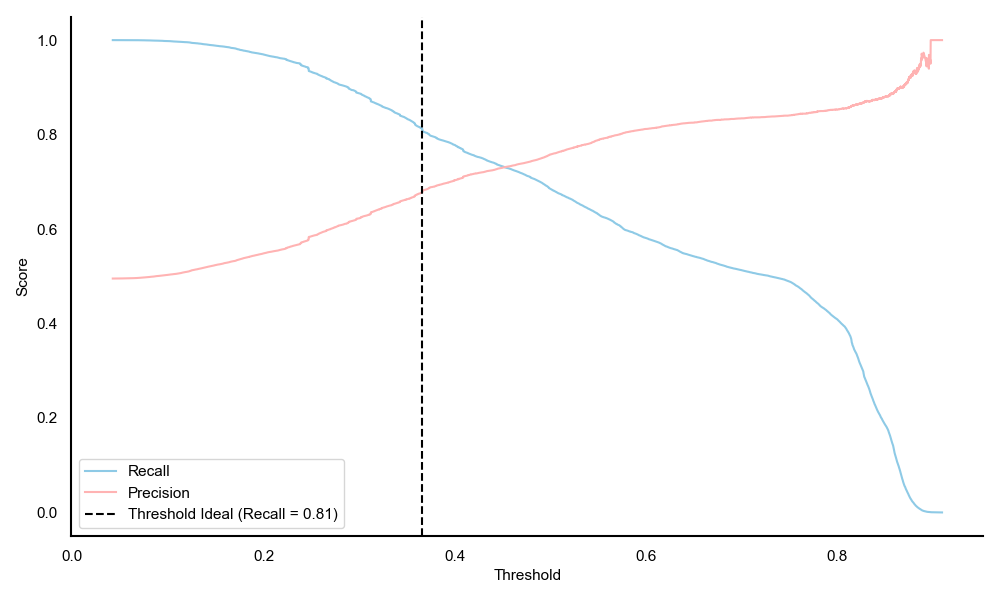 1.0
0.8
0.6
0.4
0.2
0.0
Score
Recall
Precision
Threshold Ideal (Recall = 0.81)
0.0 0.2 0.4 0.6 0.8
Threshold